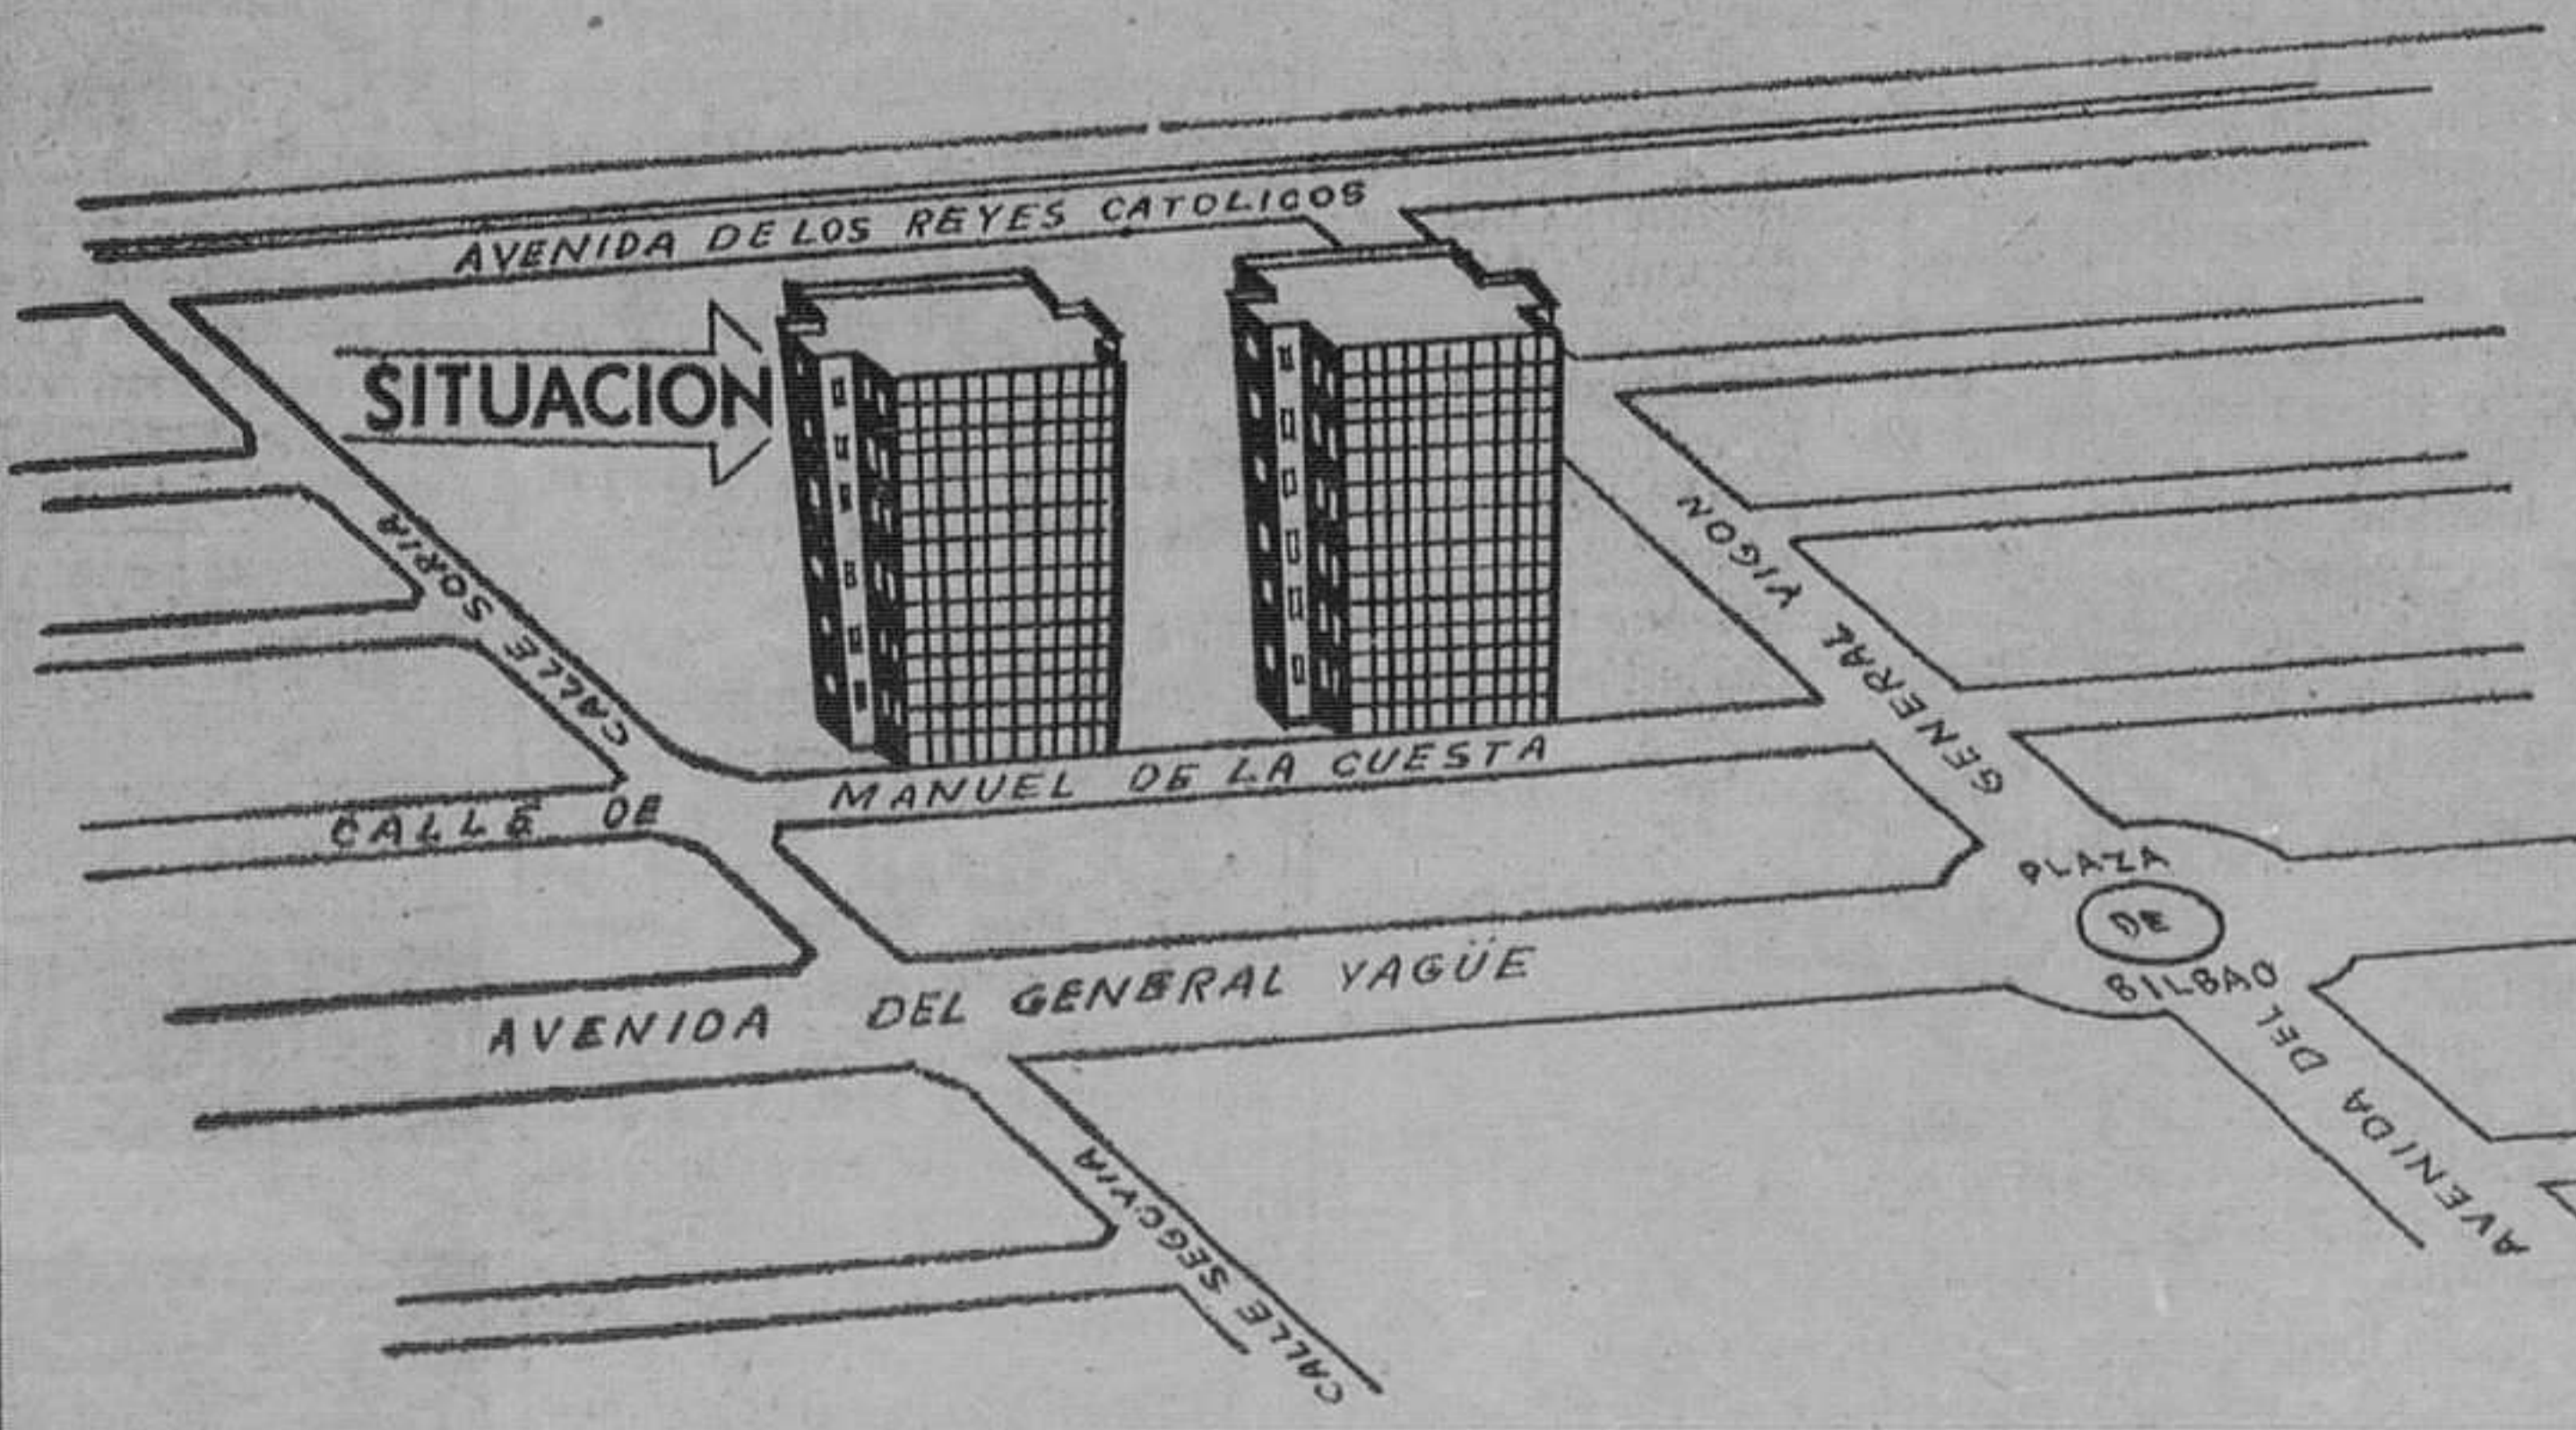 AVENIDA DE LOS REYES CATOLICOS
SITUACION
CALLE SORIA
GENERAL VIGON
CALLE DE MANUEL DE LA CUESTA
PLAZA
DE
BILBAO
AVENIDA DEL GENERAL YAGÜE
AVENIDA DEL
CALLE SEGOVIA